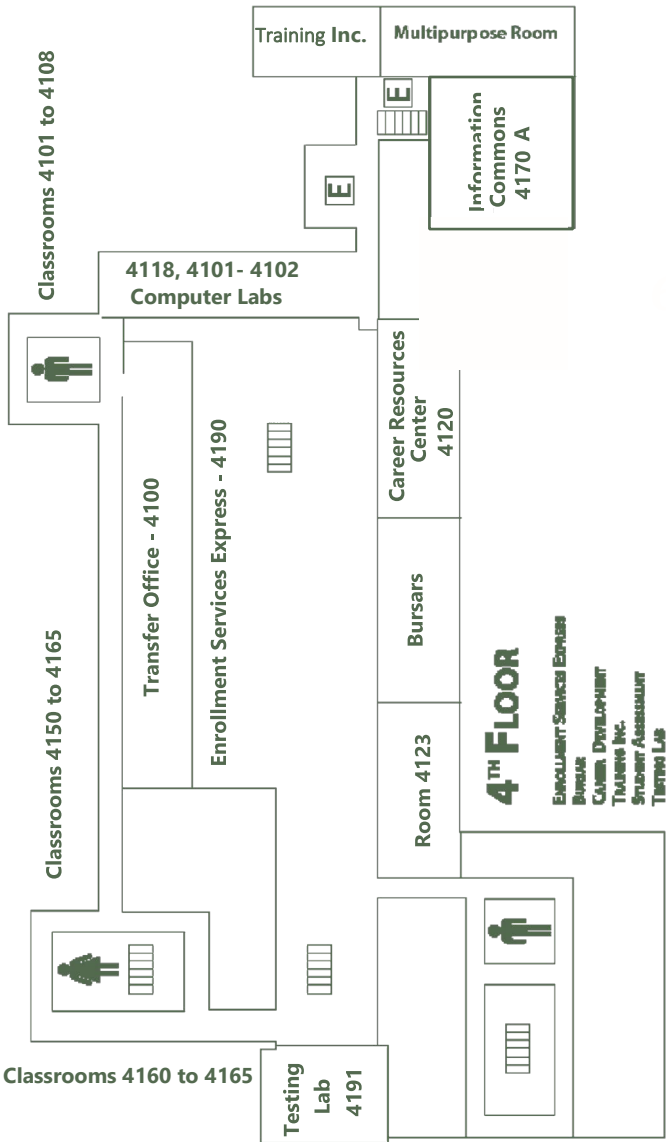 Training Inc.
Multipurpose Room
E
Information
Commons
4170 A
E
Classrooms 4101 to 4108
4118, 4101- 4102
Computer Labs
Career Resources
Center
4120
Enrollment Services Express - 4190
Transfer Office - 4100
Bursars
Classrooms 4150 to 4165
Room 4123
4TH FLOOR
ENROLLMENT SERVICES EXPRESS
BURSAR
CAREER DEVELOPMENT
TRAINING INC.
STUDENT ASSESSMENT
TESTING LAB
Classrooms 4160 to 4165
Testing
Lab
4191